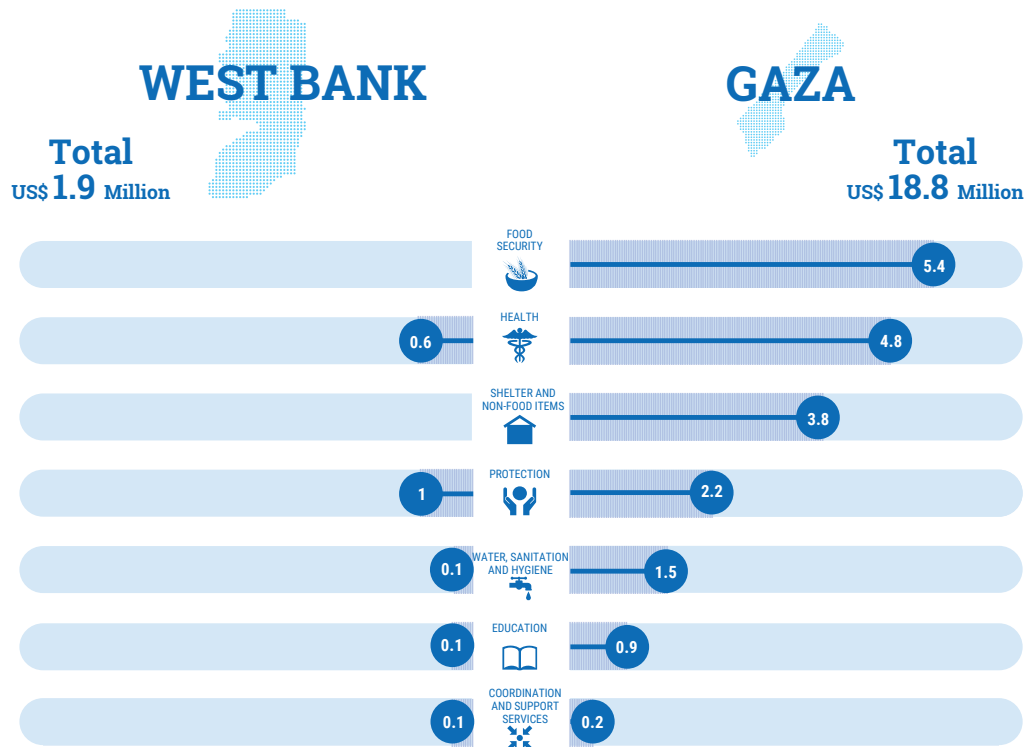 WEST BANK
GAZA
Total
US$ 1.9 Million
Total
US$ 18.8 Million
FOOD
SECURITY
5.4
HEALTH
0.6
4.8
SHELTER AND
NON-FOOD ITEMS
3.8
PROTECTION
1
2.2
WATER, SANITATION
AND HYGIENE
0.1
1.5
EDUCATION
0.1
0.9
COORDINATION
AND SUPPORT
SERVICES
0.1
0.2